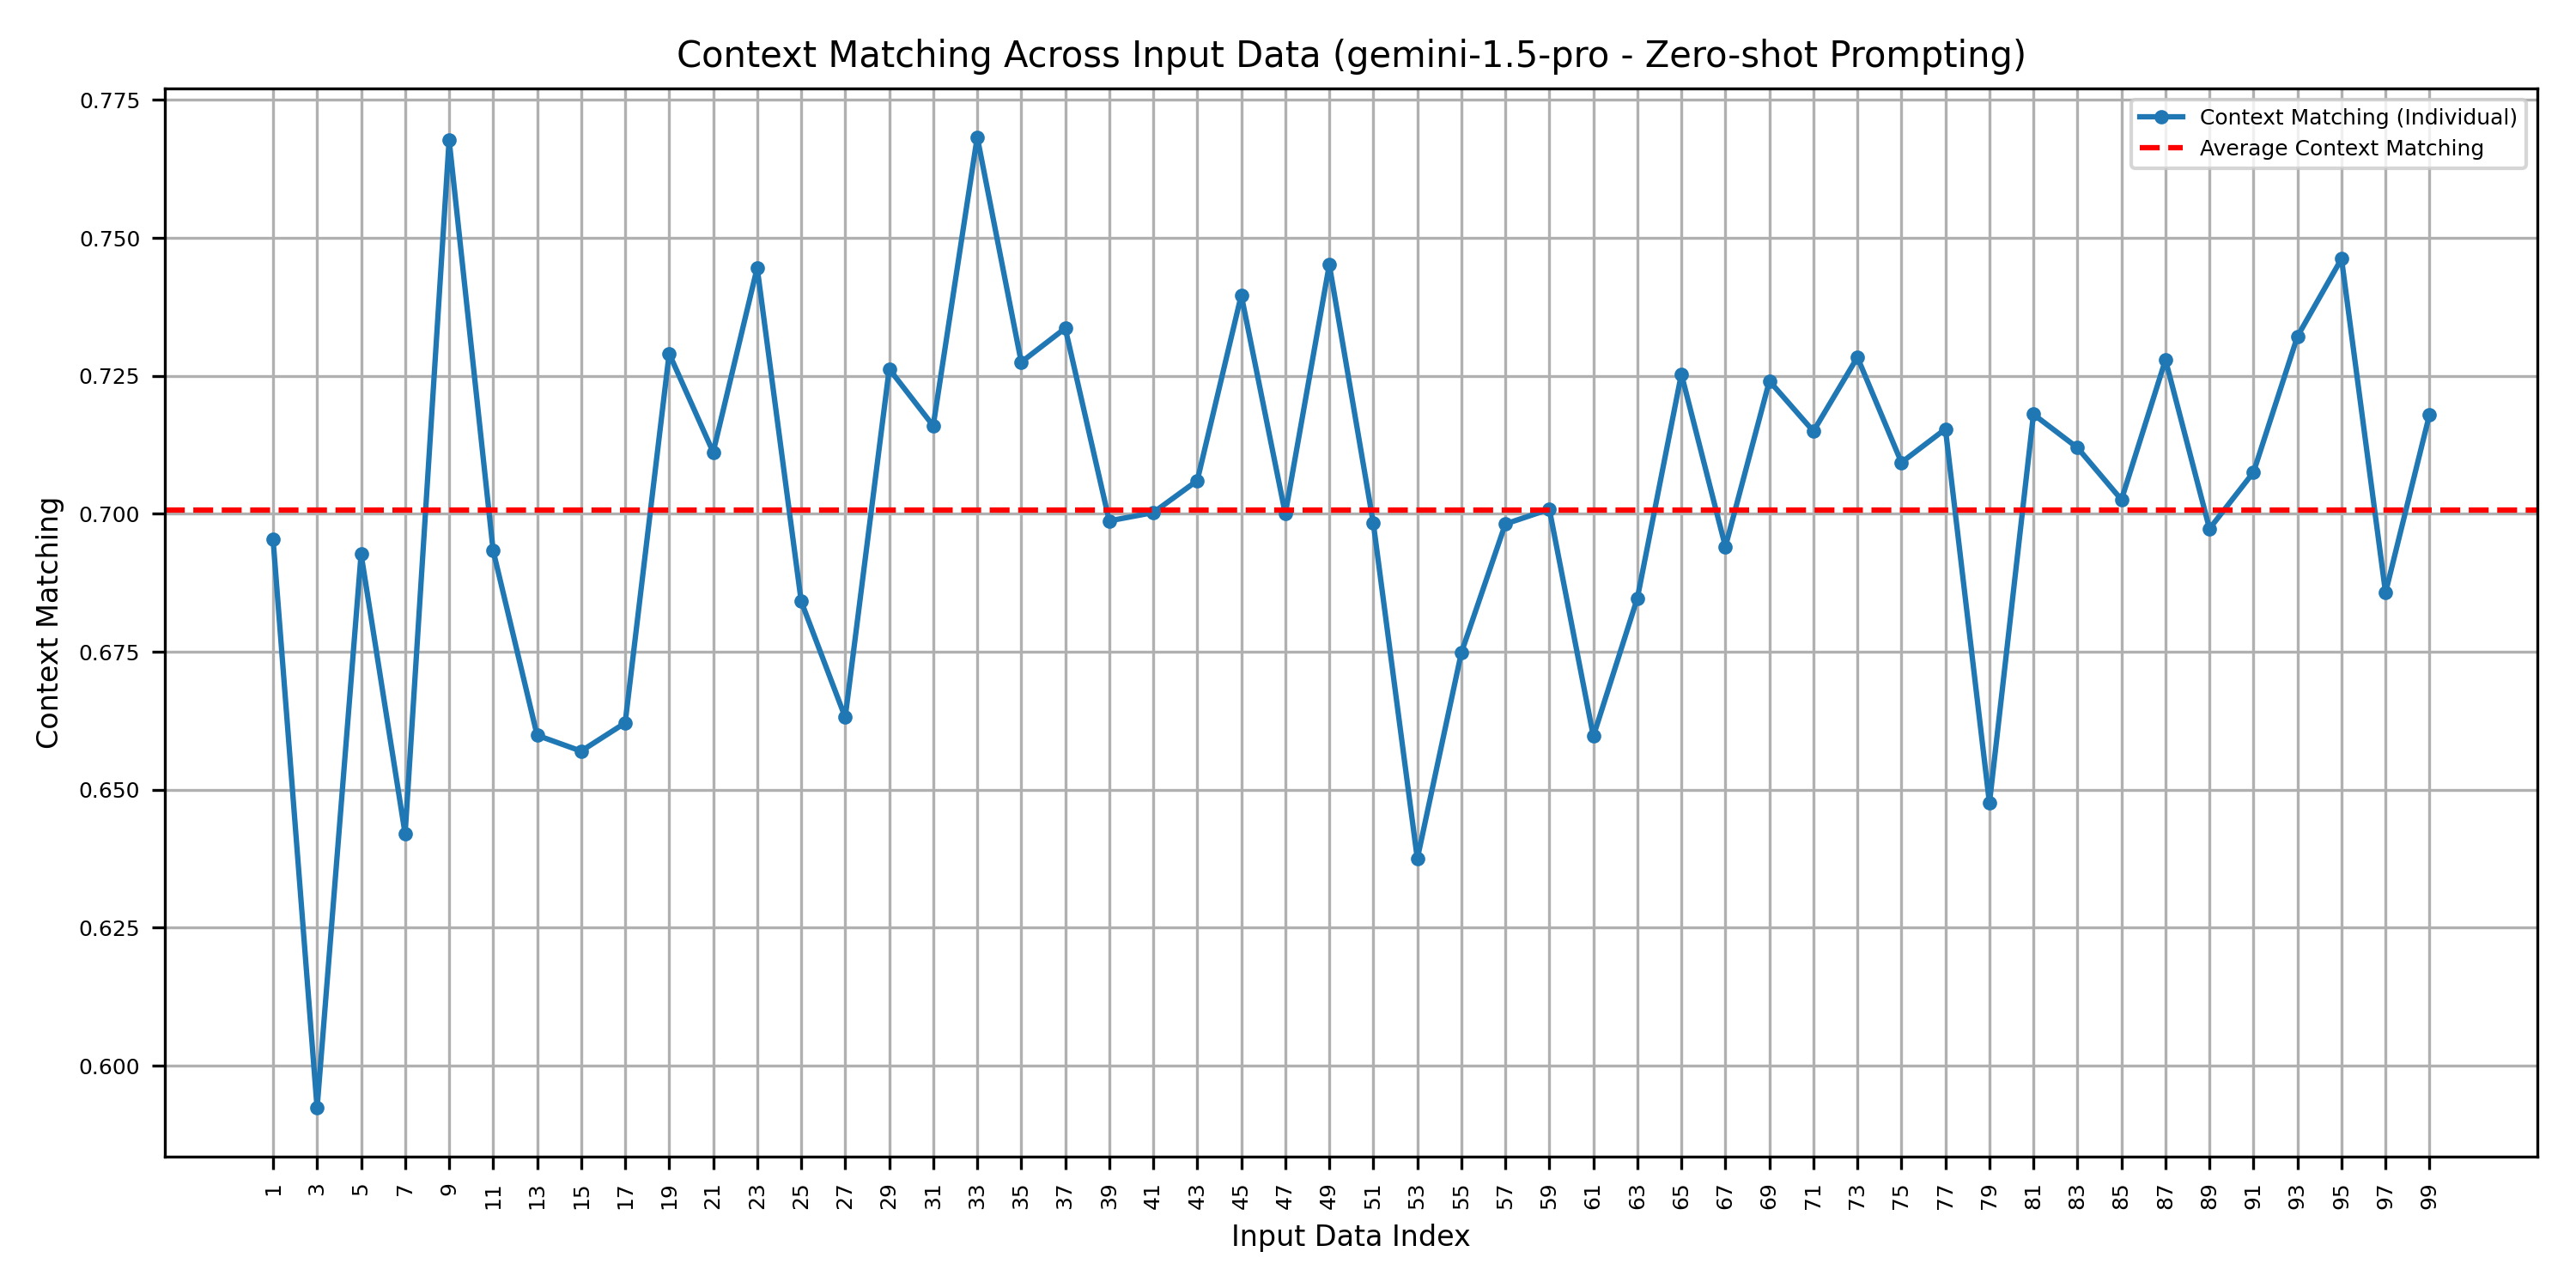 Context Matching Across Input Data (gemini-1.5-pro - Zero-shot Prompting)
Context Matching (Individual)
Average Context Matching
Context Matching
0.775
0.750
0.725
0.700
0.675
0.650
0.625
0.600
1 3 5 7 9 11 13 15 17 19 21 23 25 27 29 31 33 35 37 39 41 43 45 47 49 51 53 55 57 59 61 63 65 67 69 71 73 75 77 79 81 83 85 87 89 91 93 95 97 99
Input Data Index